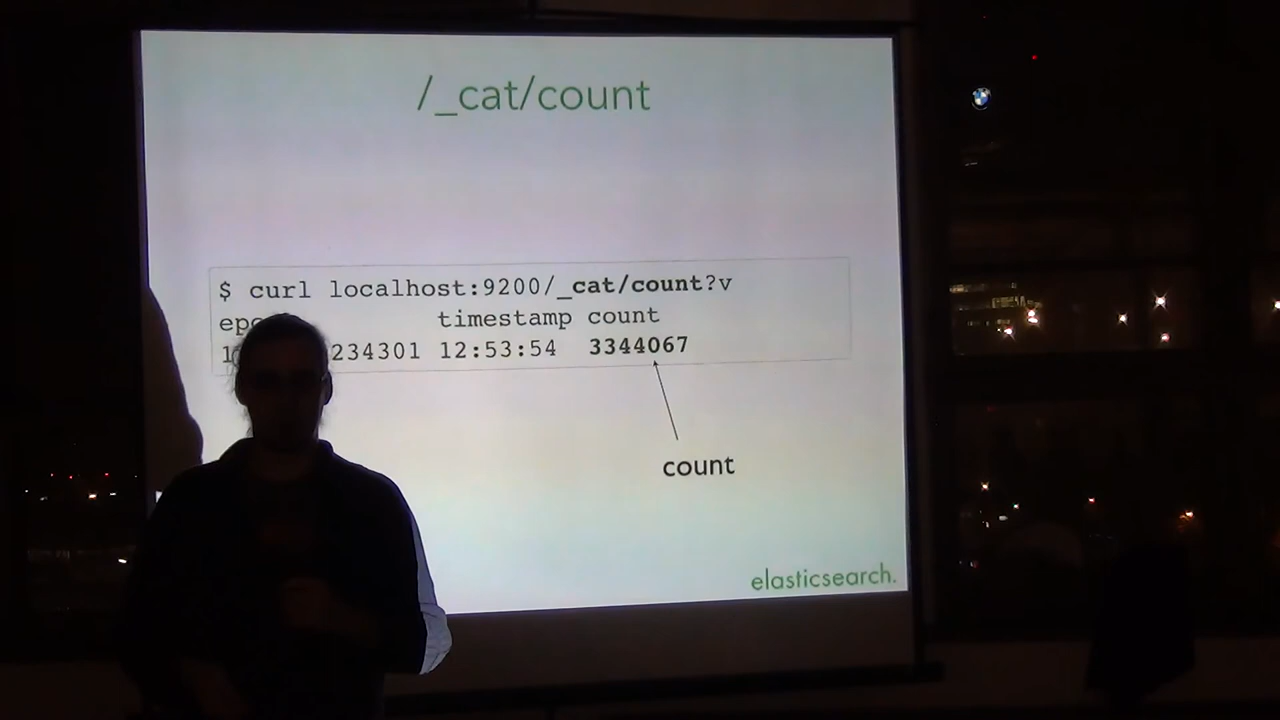 /_cat/count
$ curl localhost:9200/_cat/count?v
timestamp count
234301 12:53:54 3344067
count
elasticsearch.